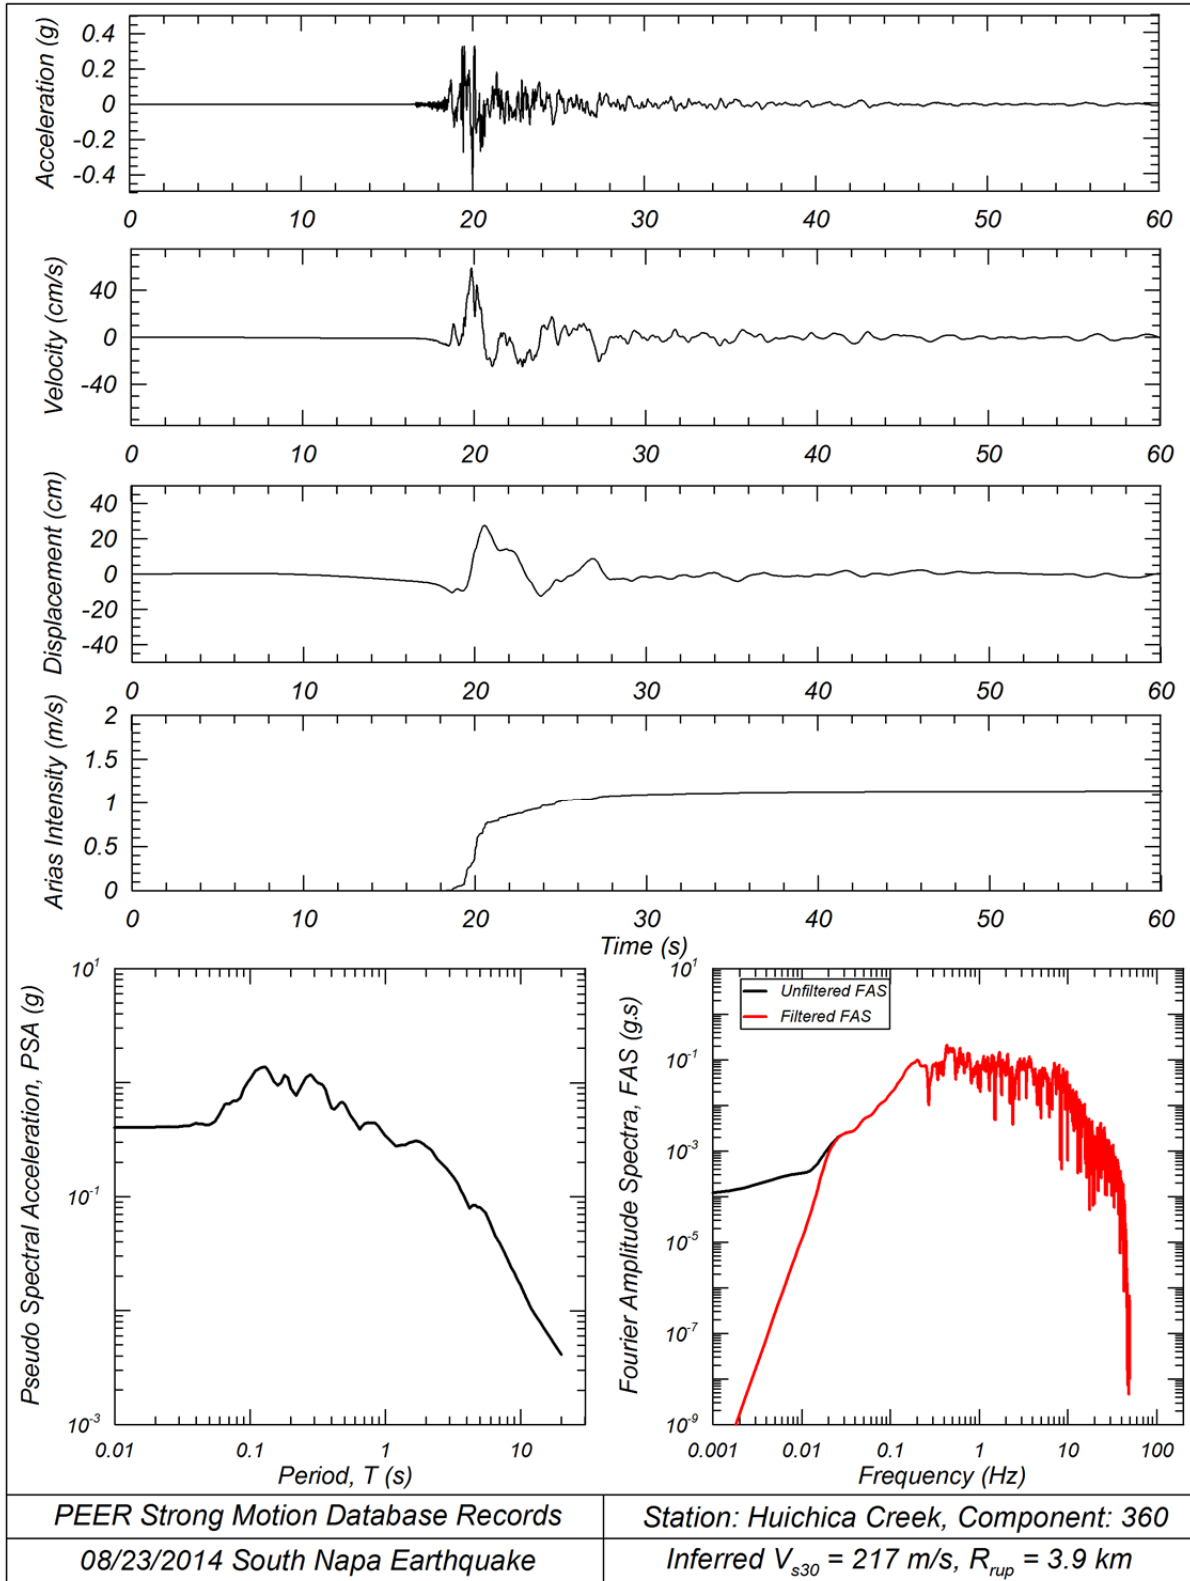 Acceleration (g)
0.4
0.2
0
-0.2
-0.4
0 10 20 30 40 50 60
Velocity (cm/s)
40
0
-40
0 10 20 30 40 50 60
Displacement (cm)
40
20
0
-20
-40
0 10 20 30 40 50 60
Arias Intensity (m/s)
2
1.5
1
0.5
0
0 10 20 30 40 50 60
Time (s)
Pseudo Spectral Acceleration, PSA (g)
10^1
10^0
10^-1
10^-3
0.01 0.1 1 10
Period, T (s)
Fourier Amplitude Spectra, FAS (g.s)
10^1
10^-1
10^-3
10^-5
10^-7
10^-9
Unfiltered FAS
Filtered FAS
0.001 0.01 0.1 1 10 100
Frequency (Hz)
PEER Strong Motion Database Records
Station: Huichica Creek, Component: 360
08/23/2014 South Napa Earthquake
Inferred V_s30 = 217 m/s, R_rup = 3.9 km